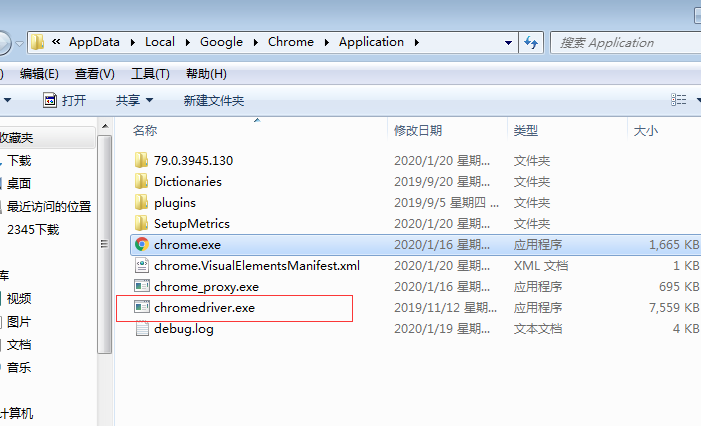 AppData Local Google Chrome Application 搜索 Application
) 编辑(E) 查看(V) 工具(T) 帮助(H)
打开 共享 新建文件夹
名称 修改日期 类型 大小
79.0.3945.130 2020/1/20 星期... 文件夹
Dictionaries 2019/9/20 星期... 文件夹
plugins 2019/9/5 星期四 ... 文件夹
SetupMetrics 2020/1/20 星期... 文件夹
chrome.exe 2020/1/16 星期... 应用程序 1,665 KB
chrome.VisualElementsManifest.xml 2020/1/20 星期... XML 文档 1 KB
chrome_proxy.exe 2020/1/16 星期... 应用程序 695 KB
chromedriver.exe 2019/11/12 星期... 应用程序 7,559 KB
debug.log 2020/1/19 星期... 文本文档 4 KB
收藏夹
下载
桌面
最近访问的位置
2345下载
库
视频
图片
文档
音乐
计算机